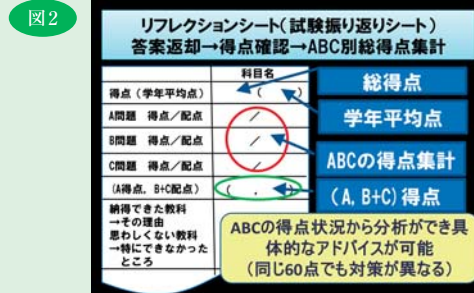 図2
リフレクションシート(試験振り返りシート)
答案返却→得点確認→ABC別総得点集計
科目名
得点(学年平均点)
(　　)
A問題 得点/配点
/
B問題 得点/配点
/
C問題 得点/配点
/
(A得点, B+C配点)
(　,　)
納得できた教科
→その理由
思わしくない教科
→特にできなかった
ところ
総得点
学年平均点
ABCの得点集計
(A, B+C)得点
ABCの得点状況から分析ができ具
体的なアドバイスが可能
(同じ60点でも対策が異なる)